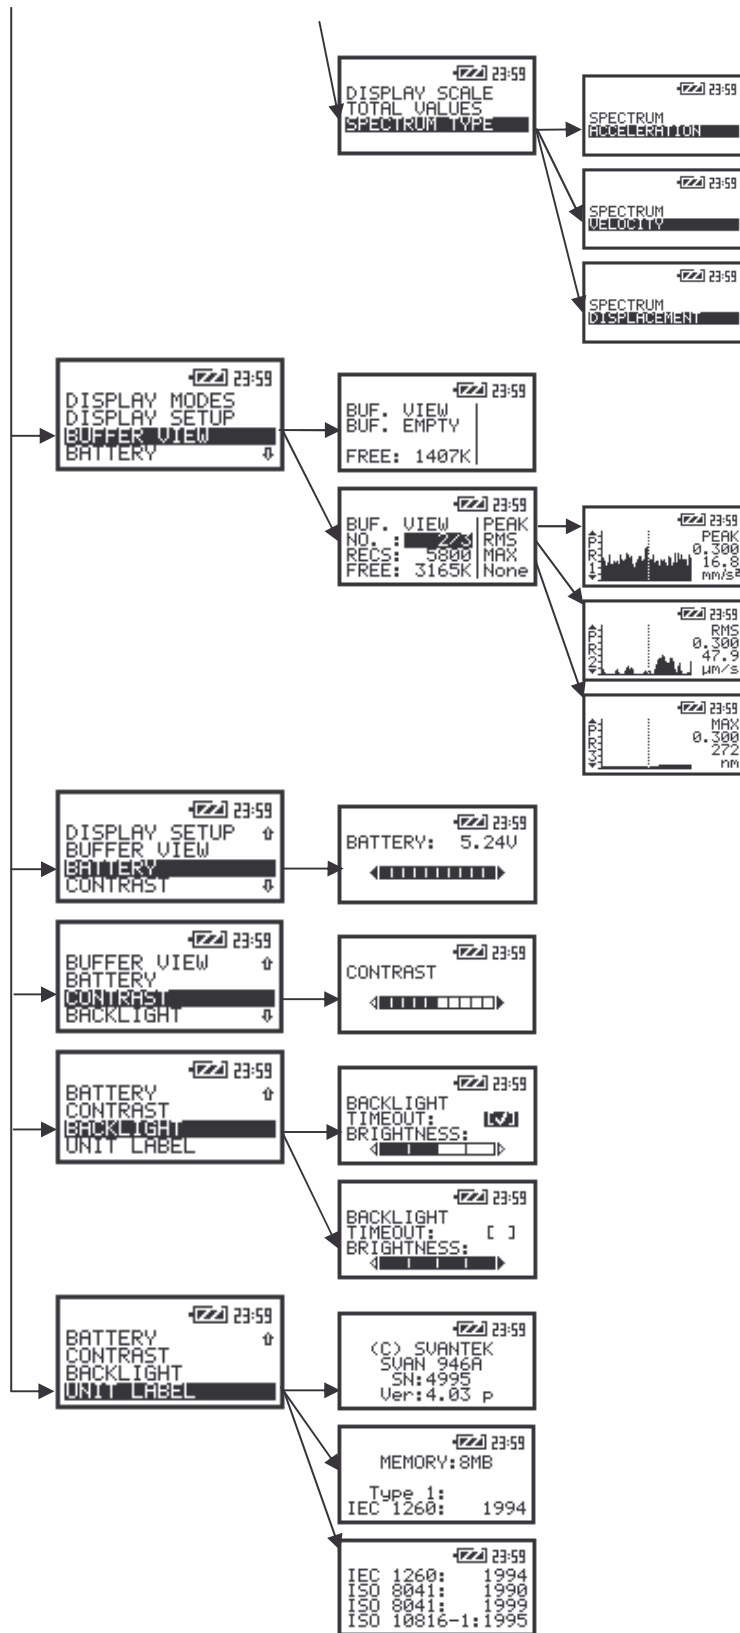 23:59
DISPLAY SCALE
TOTAL VALUES
SPECTRUM TYPE
23:59
SPECTRUM
ACCELERATION
23:59
SPECTRUM
VELOCITY
23:59
SPECTRUM
DISPLACEMENT
23:59
DISPLAY MODES
DISPLAY SETUP
BUFFER VIEW
BATTERY
23:59
BUF. VIEW
BUF. EMPTY
FREE: 1407K
23:59
BUF. VIEW PEAK
NO. : 2/3 RMS
RECS: 5800 MAX
FREE: 3165K None
23:59
PR1
PEAK
0.300
16.8
mm/s²
23:59
PR2
RMS
0.300
47.9
µm/s
23:59
PR3
MAX
0.300
272
nm
23:59
DISPLAY SETUP
BUFFER VIEW
BATTERY
CONTRAST
23:59
BATTERY: 5.24V
23:59
BUFFER VIEW
BATTERY
CONTRAST
BACKLIGHT
23:59
CONTRAST
23:59
BATTERY
CONTRAST
BACKLIGHT
UNIT LABEL
23:59
BACKLIGHT
TIMEOUT: [✓]
BRIGHTNESS:
23:59
BACKLIGHT
TIMEOUT: [ ]
BRIGHTNESS:
23:59
BATTERY
CONTRAST
BACKLIGHT
UNIT LABEL
23:59
(C) SVANTEK
SVAN 946A
SN:4995
Ver:4.03 p
23:59
MEMORY:8MB
Type 1:
IEC 1260: 1994
23:59
IEC 1260: 1994
ISO 8041: 1990
ISO 8041: 1999
ISO 10816-1:1995